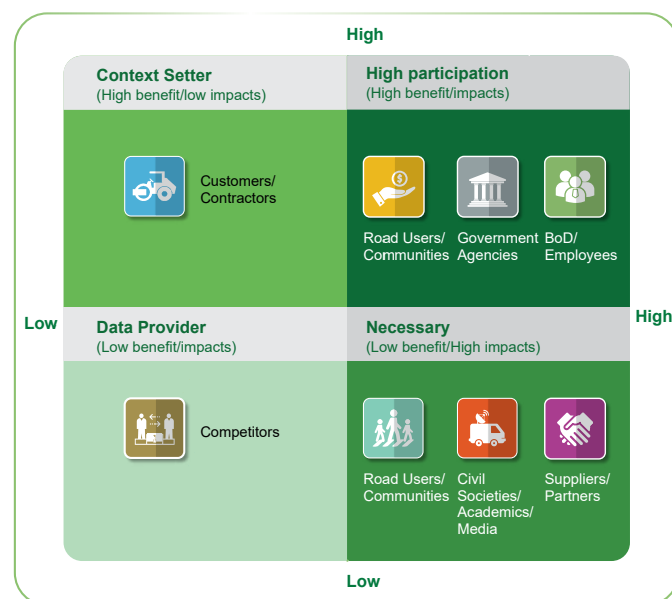 High
Context Setter
(High benefit/low impacts)
High participation
(High benefit/impacts)
$
Customers/
Contractors
Road Users/
Communities
Government
Agencies
BoD/
Employees
Low
High
Data Provider
(Low benefit/impacts)
Necessary
(Low benefit/High impacts)
Competitors
Road Users/
Communities
Civil
Societies/
Academics/
Media
Suppliers/
Partners
Low